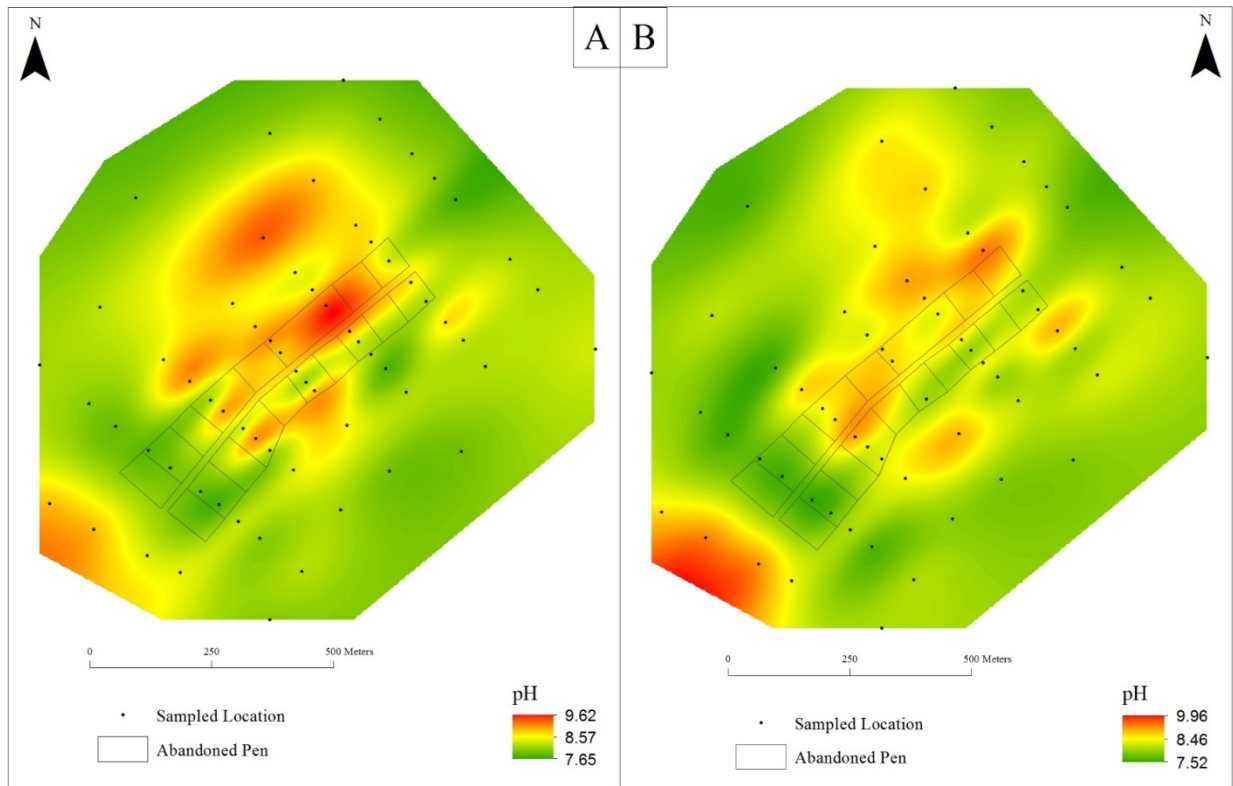 N
A
B
N
0
250
500 Meters
Sampled Location
Abandoned Pen
pH
9.62
8.57
7.65
0
250
500 Meters
Sampled Location
Abandoned Pen
pH
9.96
8.46
7.52